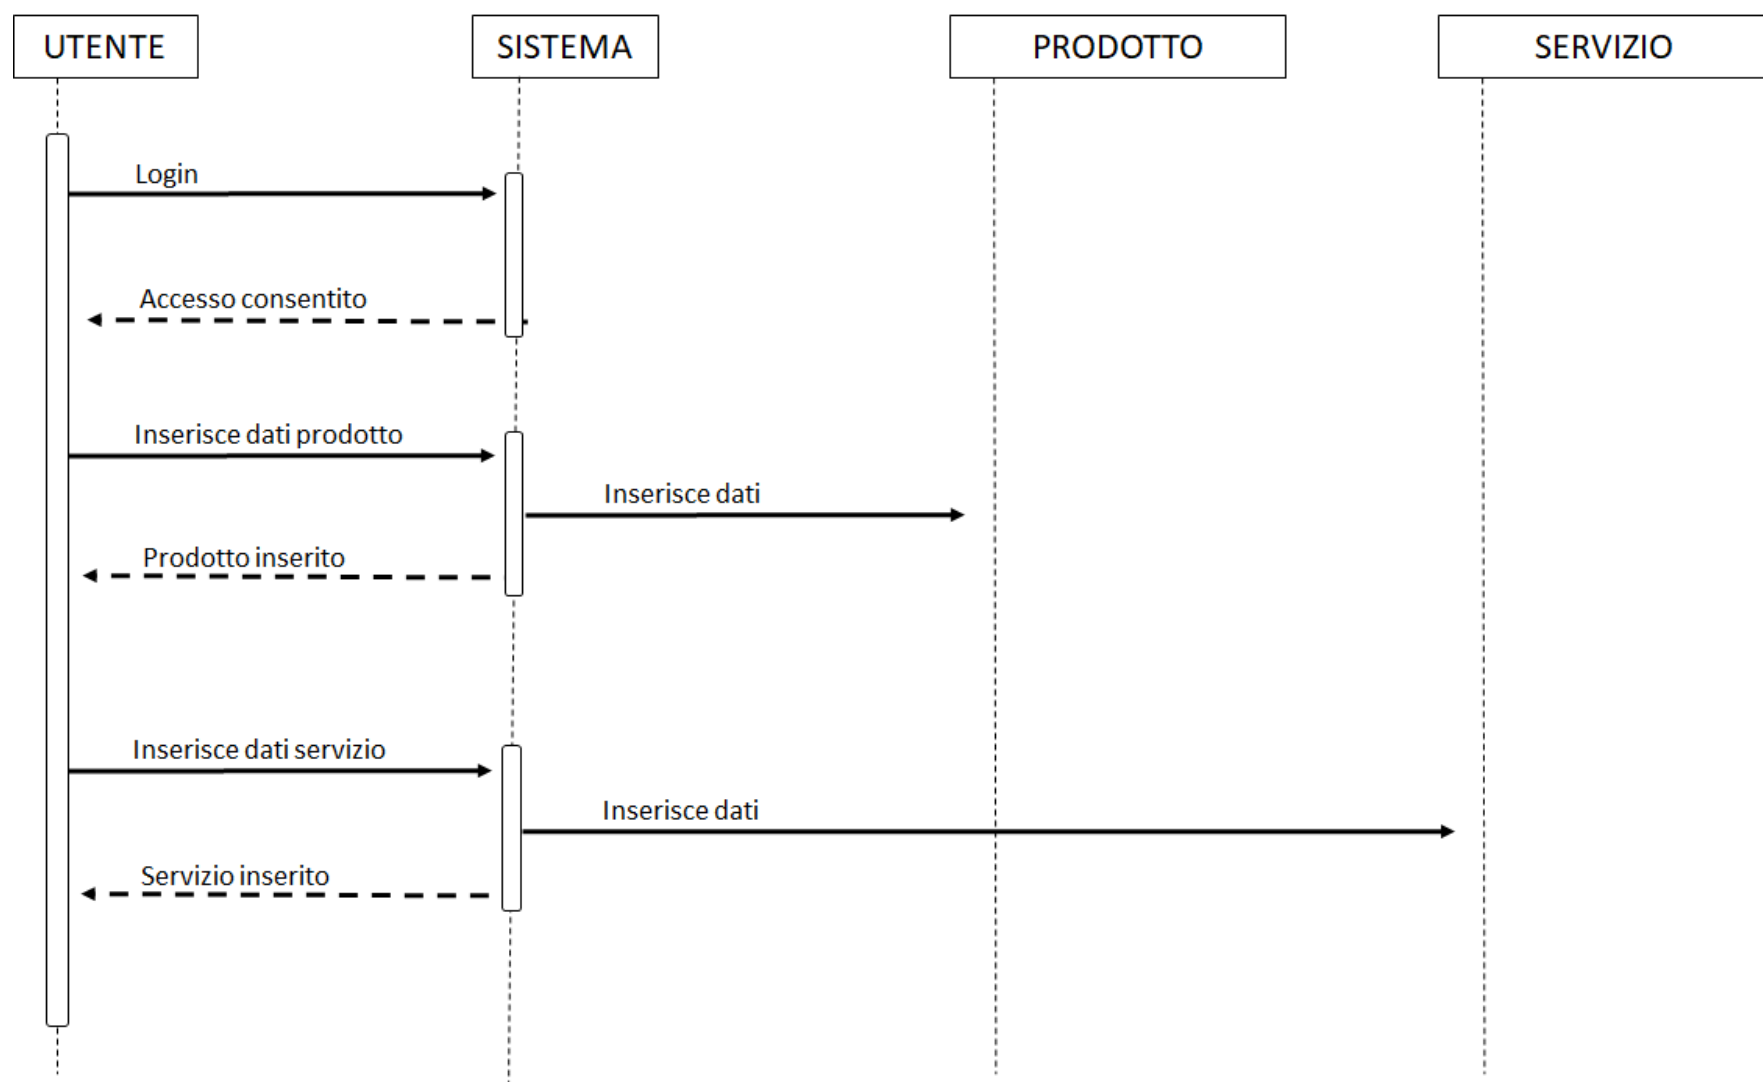 UTENTE
SISTEMA
PRODOTTO
SERVIZIO
Login
Accesso consentito
Inserisce dati prodotto
Inserisce dati
Prodotto inserito
Inserisce dati servizio
Inserisce dati
Servizio inserito